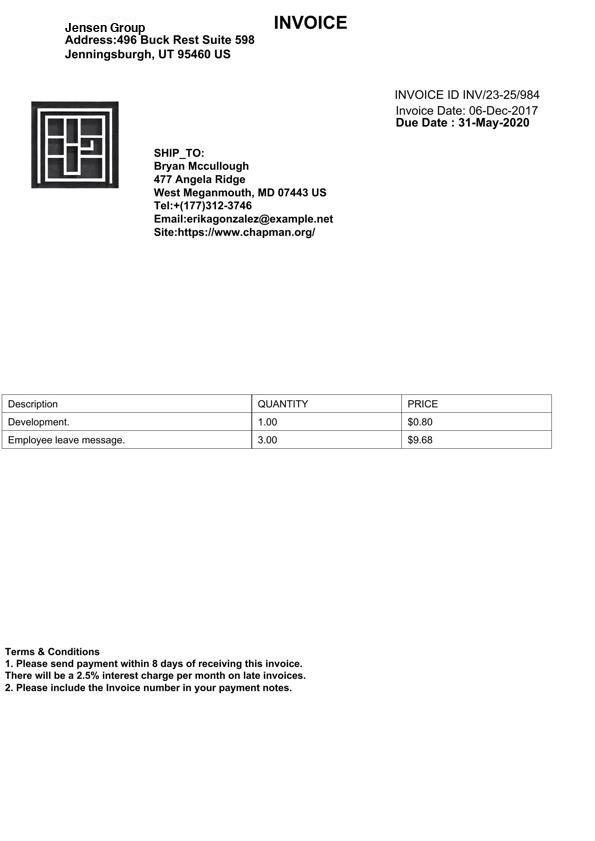 INVOICE
Jensen Group
Address:496 Buck Rest Suite 598
Jenningsburgh, UT 95460 US
INVOICE ID INV/23-25/984
Invoice Date: 06-Dec-2017
Due Date : 31-May-2020
SHIP_TO:
Bryan Mccullough
477 Angela Ridge
West Meganmouth, MD 07443 US
Tel:+(177)312-3746
Email:erikagonzalez@example.net
Site:https://www.chapman.org/
Description QUANTITY PRICE
Development. 1.00 $0.80
Employee leave message. 3.00 $9.68
Terms & Conditions
1. Please send payment within 8 days of receiving this invoice.
There will be a 2.5% interest charge per month on late invoices.
2. Please include the Invoice number in your payment notes.